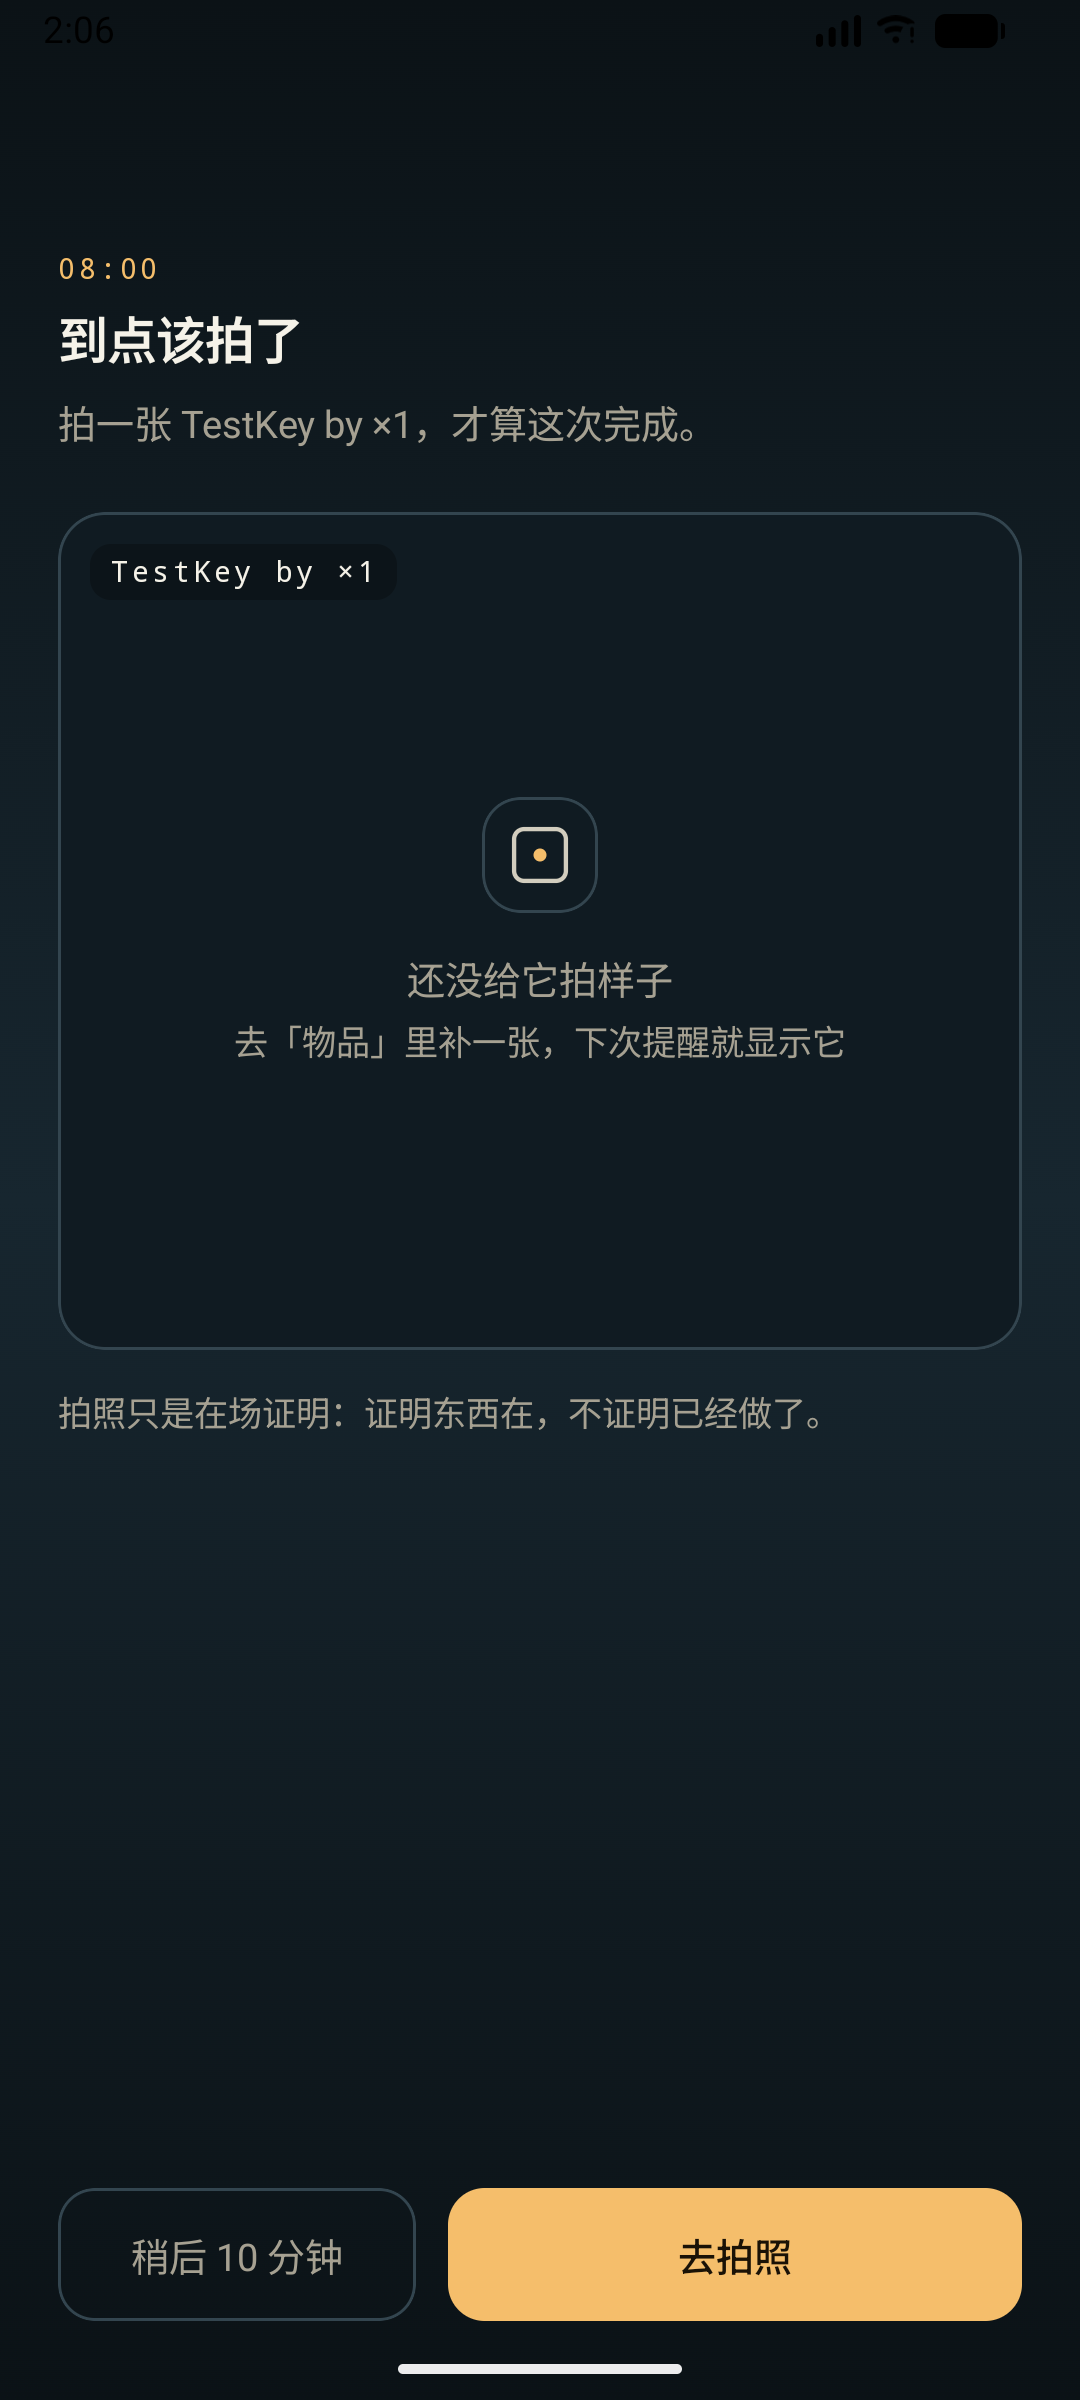 2:06
08:00
到点该拍了
拍一张 TestKey by ×1，才算这次完成。
TestKey by ×1
还没给它拍样子
去「物品」里补一张，下次提醒就显示它
拍照只是在场证明：证明东西在，不证明已经做了。
稍后 10 分钟
去拍照